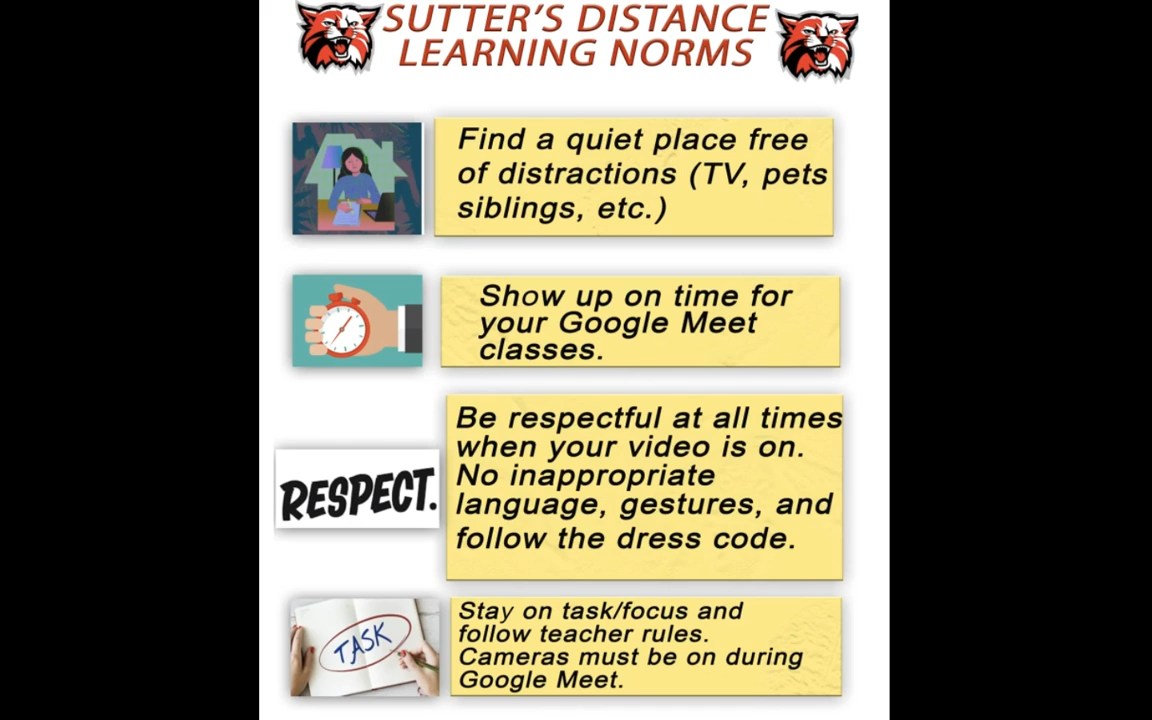 SUTTER'S DISTANCE
LEARNING NORMS
Find a quiet place free
of distractions (TV, pets
siblings, etc.)
Show up on time for
your Google Meet
classes.
RESPECT.
Be respectful at all times
when your video is on.
No inappropriate
language, gestures, and
follow the dress code.
TASK
Stay on task/focus and
follow teacher rules.
Cameras must be on during
Google Meet.